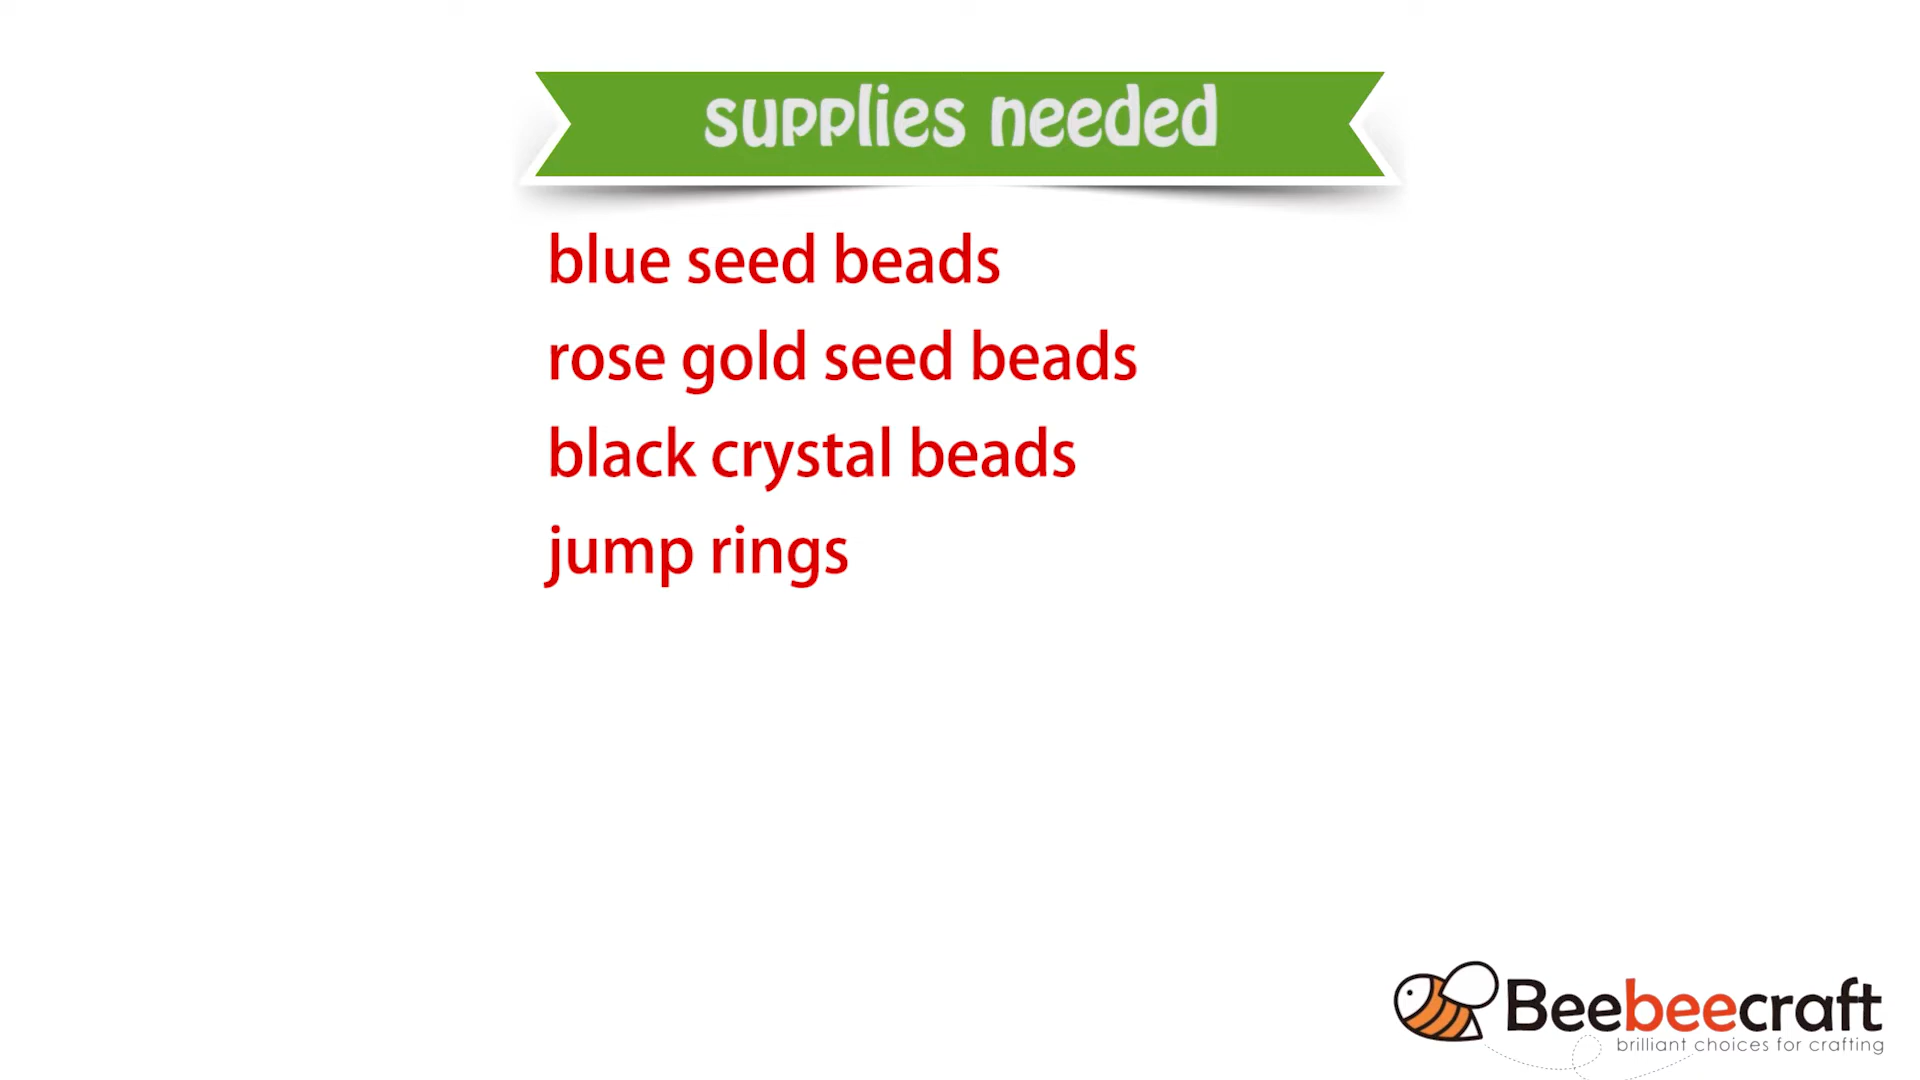 supplies needed
blue seed beads
rose gold seed beads
black crystal beads
jump rings
Beebeecraft
brilliant choices for crafting